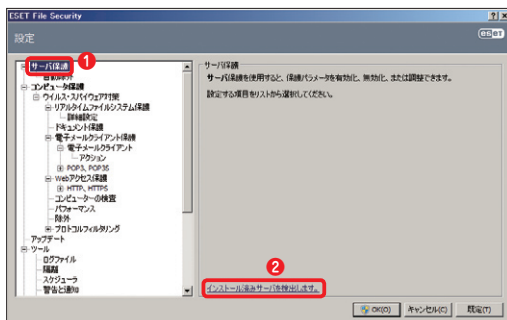 ESET File Security
設定
eseT
サーバ保護
1
自動除外
コンピュータ保護
ウイルス・スパイウェア対策
リアルタイムファイルシステム保護
詳細設定
ドキュメント保護
電子メールクライアント保護
電子メールクライアント
アクション
POP3, POP3S
Webアクセス保護
HTTP, HTTPS
コンピューターの検査
パフォーマンス
除外
プロトコルフィルタリング
アップデート
ツール
ログファイル
隔離
スケジューラ
警告と通知
サーバ保護
サーバ保護を使用すると、保護パラメータを有効化、無効化、または調整できます。
設定する項目をリストから選択してください。
2
インストール済みサーバを検出します。
OK(O)
キャンセル(C)
既定(T)